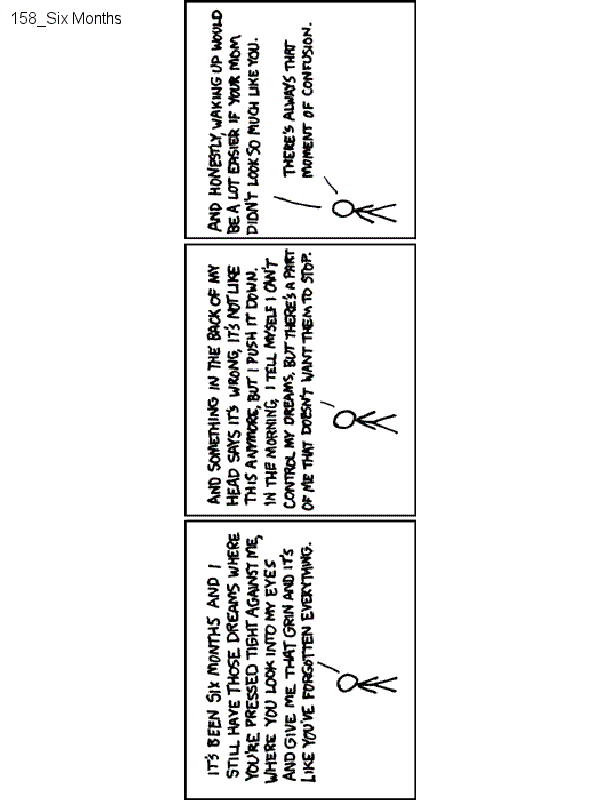 158_Six Months
IT'S BEEN SIX MONTHS AND I
STILL HAVE THOSE DREAMS WHERE
YOU'RE PRESSED TIGHT AGAINST ME,
WHERE YOU LOOK INTO MY EYES
AND GIVE ME THAT GRIN AND IT'S
LIKE YOU'VE FORGOTTEN EVERYTHING.
AND SOMETHING IN THE BACK OF MY
HEAD SAYS IT'S WRONG, IT'S NOT LIKE
THIS ANYMORE, BUT I PUSH IT DOWN.
IN THE MORNING, I TELL MYSELF I CAN'T
CONTROL MY DREAMS, BUT THERE'S A PART
OF ME THAT DOESN'T WANT THEM TO STOP.
AND HONESTLY, WAKING UP WOULD
BE A LOT EASIER IF YOUR MOM
DIDN'T LOOK SO MUCH LIKE YOU.
THERE'S ALWAYS THAT
MOMENT OF CONFUSION.